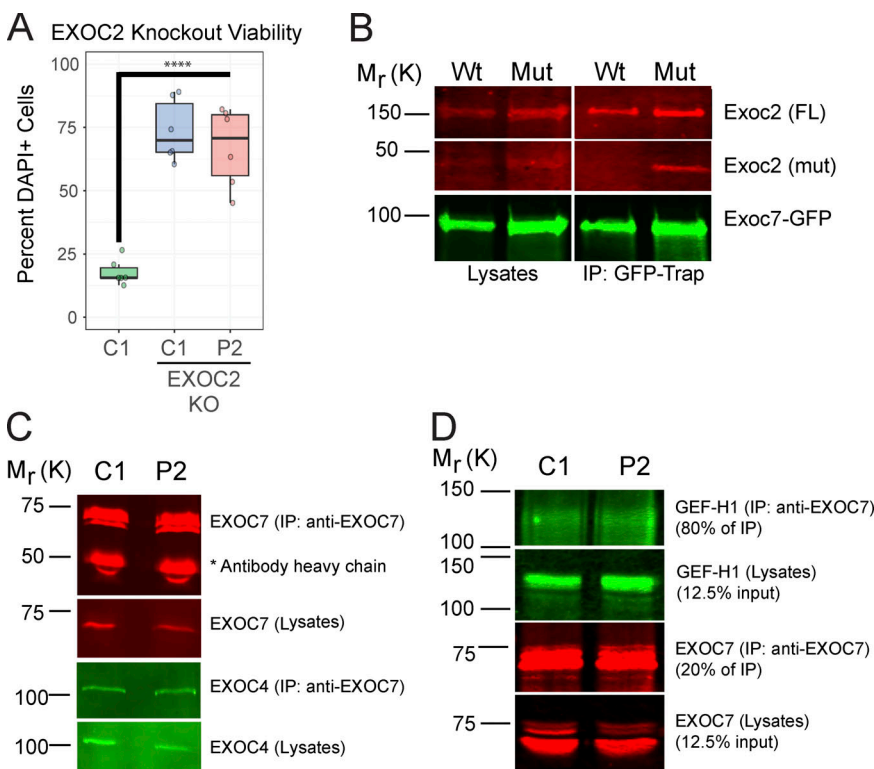 A
EXOC2 Knockout Viability
Percent DAPI+ Cells
100
75
50
25
0
****
C1
C1
P2
EXOC2
KO
B
Mr (K)
Wt
Mut
Wt
Mut
150
Exoc2 (FL)
50
Exoc2 (mut)
100
Exoc7-GFP
Lysates
IP: GFP-Trap
C
Mr (K)
C1
P2
75
EXOC7 (IP: anti-EXOC7)
50
* Antibody heavy chain
75
EXOC7 (Lysates)
EXOC4 (IP: anti-EXOC7)
100
100
EXOC4 (Lysates)
D
Mr (K)
C1
P2
150
GEF-H1 (IP: anti-EXOC7)
(80% of IP)
100
150
GEF-H1 (Lysates)
(12.5% input)
100
75
EXOC7 (IP: anti-EXOC7)
(20% of IP)
75
EXOC7 (Lysates)
(12.5% input)